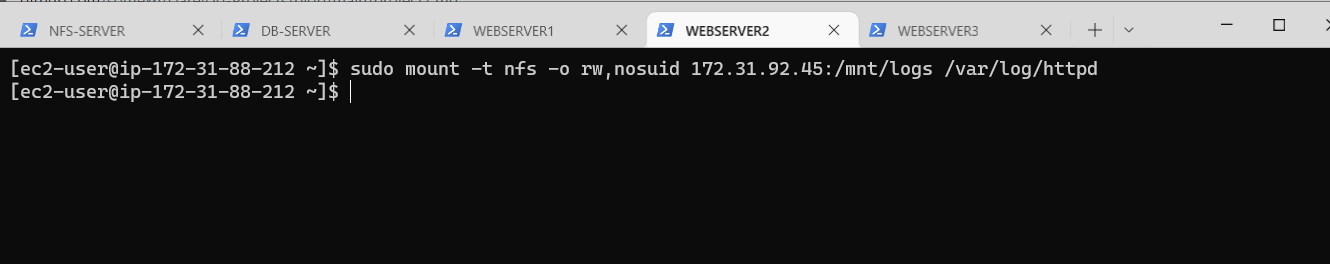 NFS-SERVER DB-SERVER WEBSERVER1 WEBSERVER2 WEBSERVER3
[ec2-user@ip-172-31-88-212 ~]$ sudo mount -t nfs -o rw,nosuid 172.31.92.45:/mnt/logs /var/log/httpd
[ec2-user@ip-172-31-88-212 ~]$